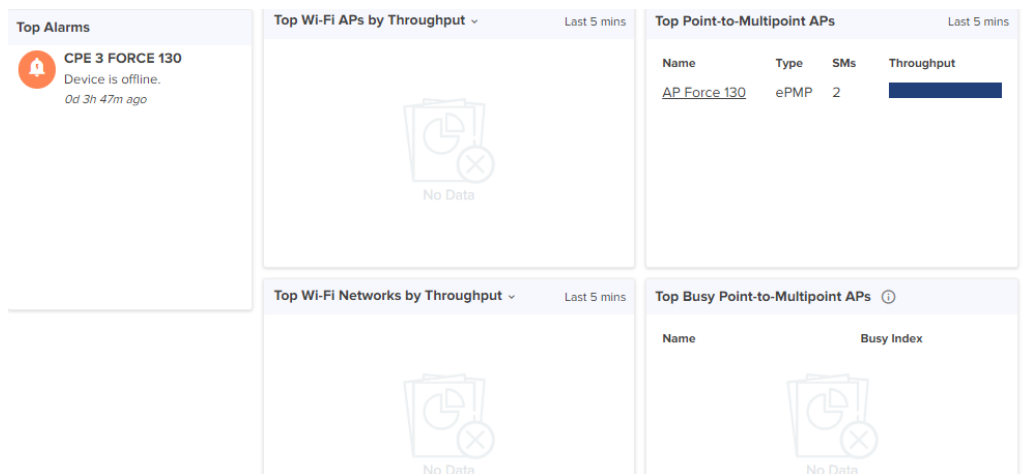 Top Alarms
CPE 3 FORCE 130
Device is offline.
0d 3h 47m ago
Top Wi-Fi APs by Throughput
Last 5 mins
No Data
Top Point-to-Multipoint APs
Last 5 mins
Name Type SMs Throughput
AP Force 130 ePMP 2
Top Wi-Fi Networks by Throughput
Last 5 mins
No Data
Top Busy Point-to-Multipoint APs
Name Busy Index
No Data